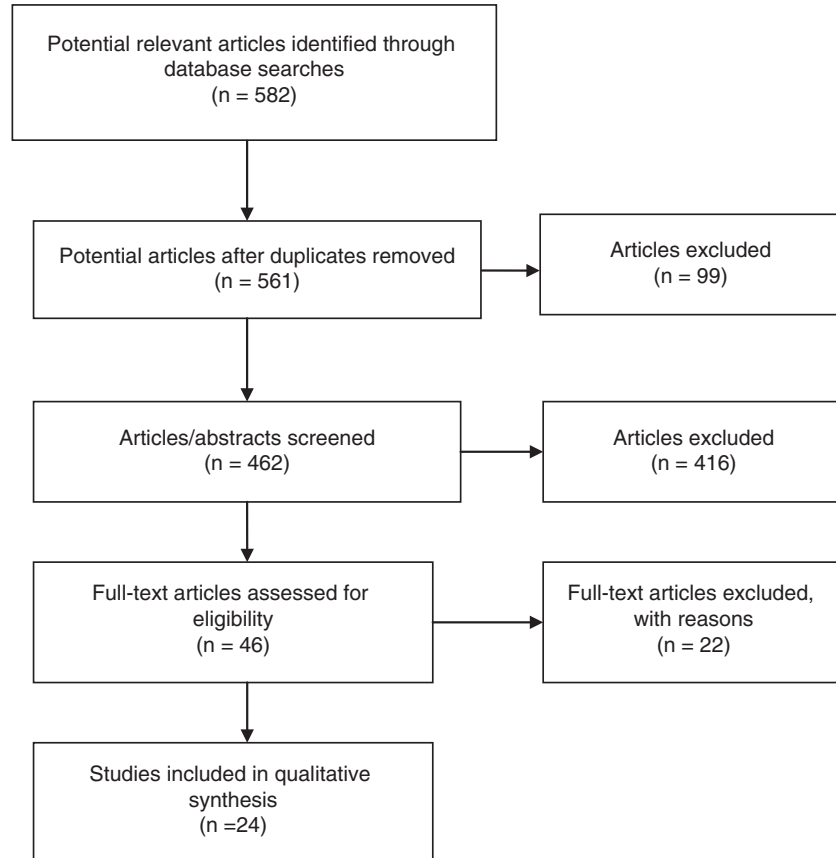 Potential relevant articles identified through
database searches
(n = 582)
Potential articles after duplicates removed
(n = 561)
Articles excluded
(n = 99)
Articles/abstracts screened
(n = 462)
Articles excluded
(n = 416)
Full-text articles assessed for
eligibility
(n = 46)
Full-text articles excluded,
with reasons
(n = 22)
Studies included in qualitative
synthesis
(n =24)